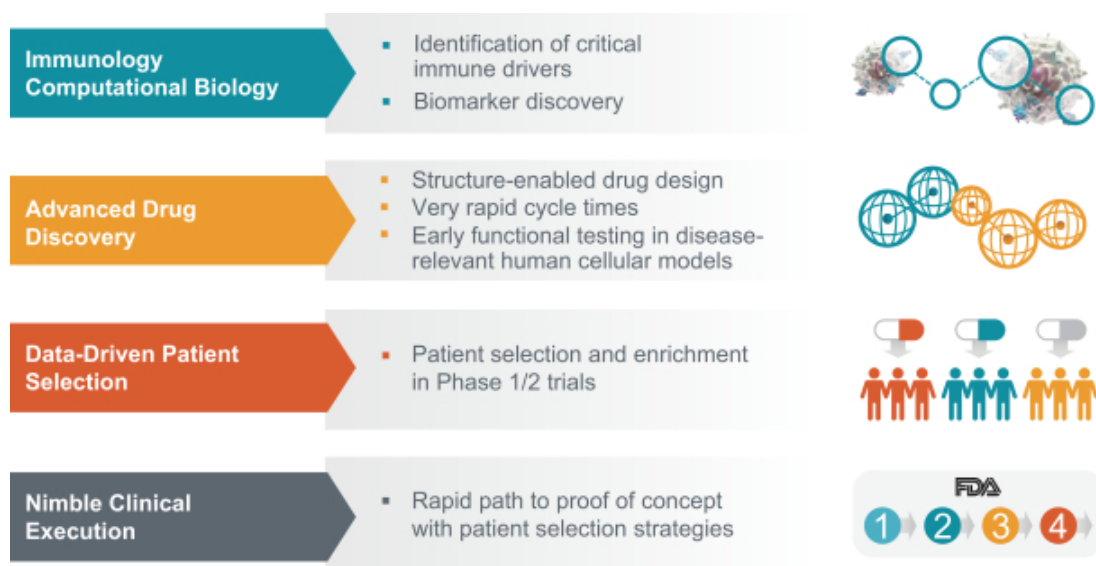 Immunology
Computational Biology
▪ Identification of critical
immune drivers
▪ Biomarker discovery
Advanced Drug
Discovery
▪ Structure-enabled drug design
▪ Very rapid cycle times
▪ Early functional testing in disease-
relevant human cellular models
Data-Driven Patient
Selection
▪ Patient selection and enrichment
in Phase 1/2 trials
Nimble Clinical
Execution
▪ Rapid path to proof of concept
with patient selection strategies
FDA
1 2 3 4